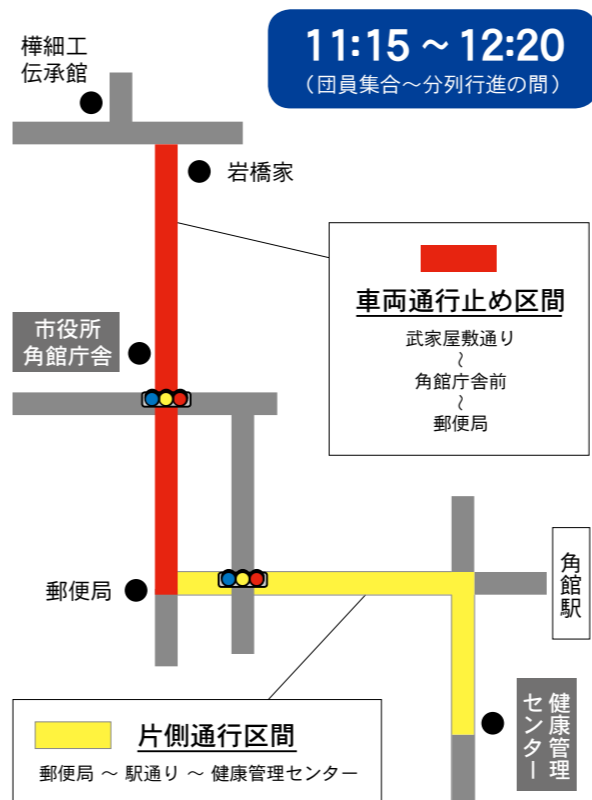 11:15 ~ 12:20
（団員集合～分列行進の間）
樺細工
伝承館
岩橋家
車両通行止め区間
武家屋敷通り
～
角館庁舎前
～
郵便局
市役所
角館庁舎
郵便局
角館駅
健康管理
センター
片側通行区間
郵便局 ～ 駅通り ～ 健康管理センター